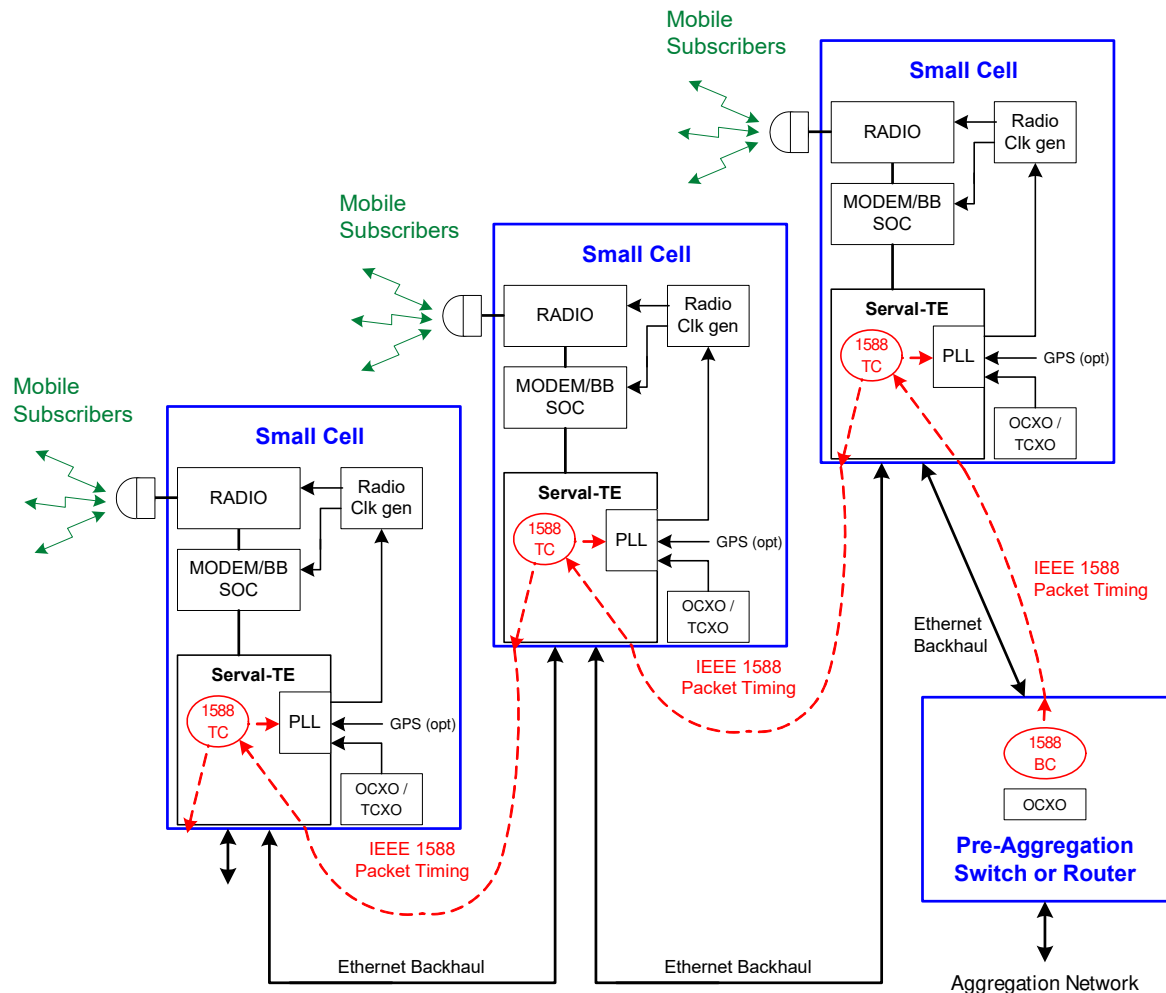 Mobile
Subscribers
Small Cell
RADIO
Radio
Clk gen
MODEM/BB
SOC
Serval-TE
1588
TC
PLL
GPS (opt)
OCXO /
TCXO
Mobile
Subscribers
Small Cell
RADIO
Radio
Clk gen
MODEM/BB
SOC
Serval-TE
1588
TC
PLL
GPS (opt)
OCXO /
TCXO
Mobile
Subscribers
Small Cell
RADIO
Radio
Clk gen
MODEM/BB
SOC
Serval-TE
1588
TC
PLL
GPS (opt)
OCXO /
TCXO
IEEE 1588
Packet Timing
Ethernet
Backhaul
IEEE 1588
Packet Timing
IEEE 1588
Packet Timing
1588
BC
OCXO
Pre-Aggregation
Switch or Router
Ethernet Backhaul
Ethernet Backhaul
Aggregation Network